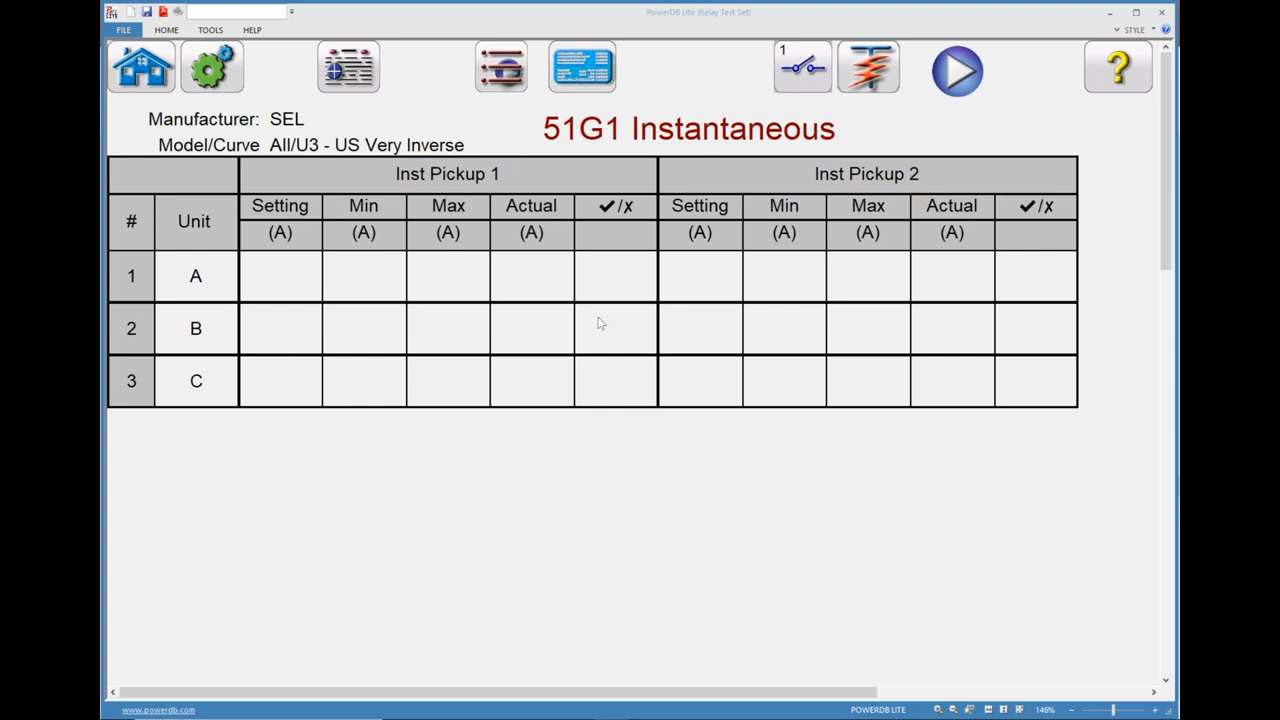 PowerDB Lite (Relay Test Set)
FILE HOME TOOLS HELP STYLE
1
?
Manufacturer: SEL
51G1 Instantaneous
Model/Curve All/U3 - US Very Inverse
Inst Pickup 1 Inst Pickup 2
# Unit Setting Min Max Actual ✔/✗ Setting Min Max Actual ✔/✗
(A) (A) (A) (A) (A) (A) (A) (A)
1 A
2 B
3 C
www.powerdb.com POWERDB LITE 146%